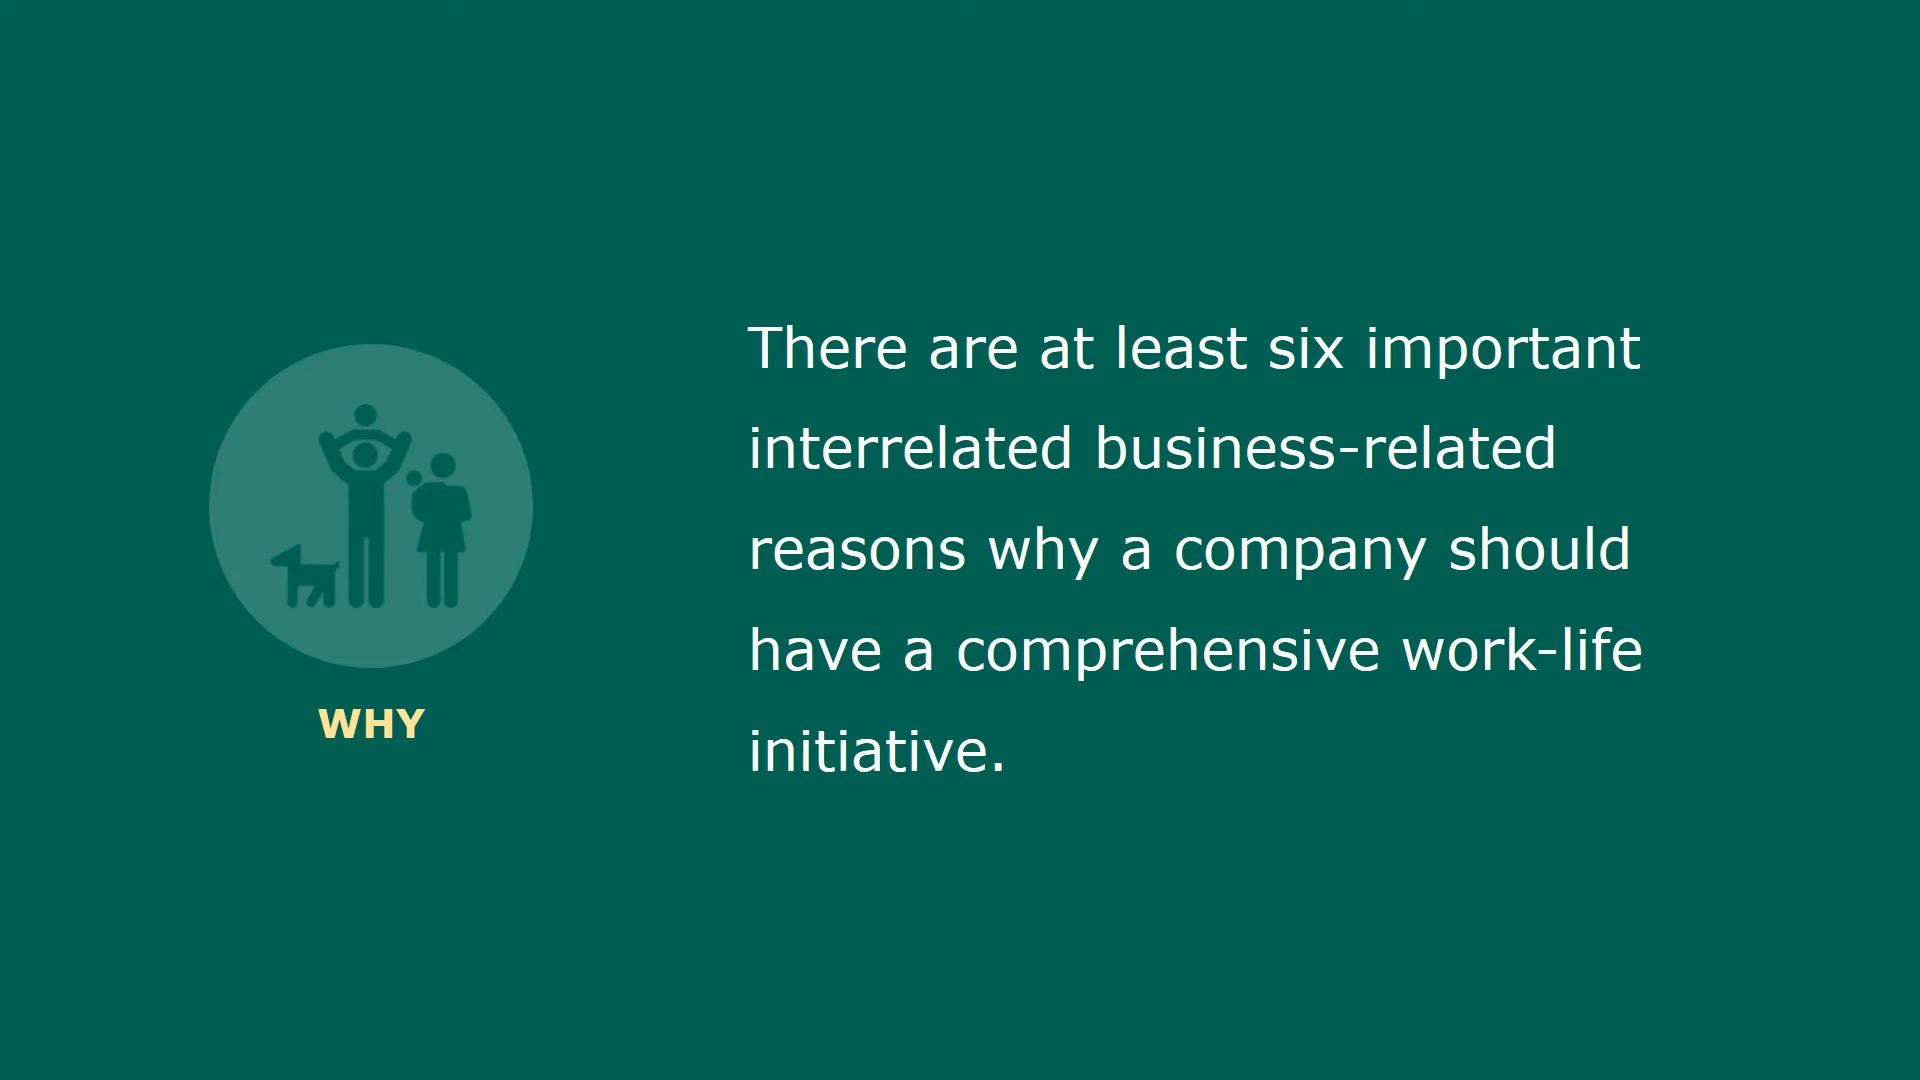 WHY
There are at least six important
interrelated business-related
reasons why a company should
have a comprehensive work-life
initiative.